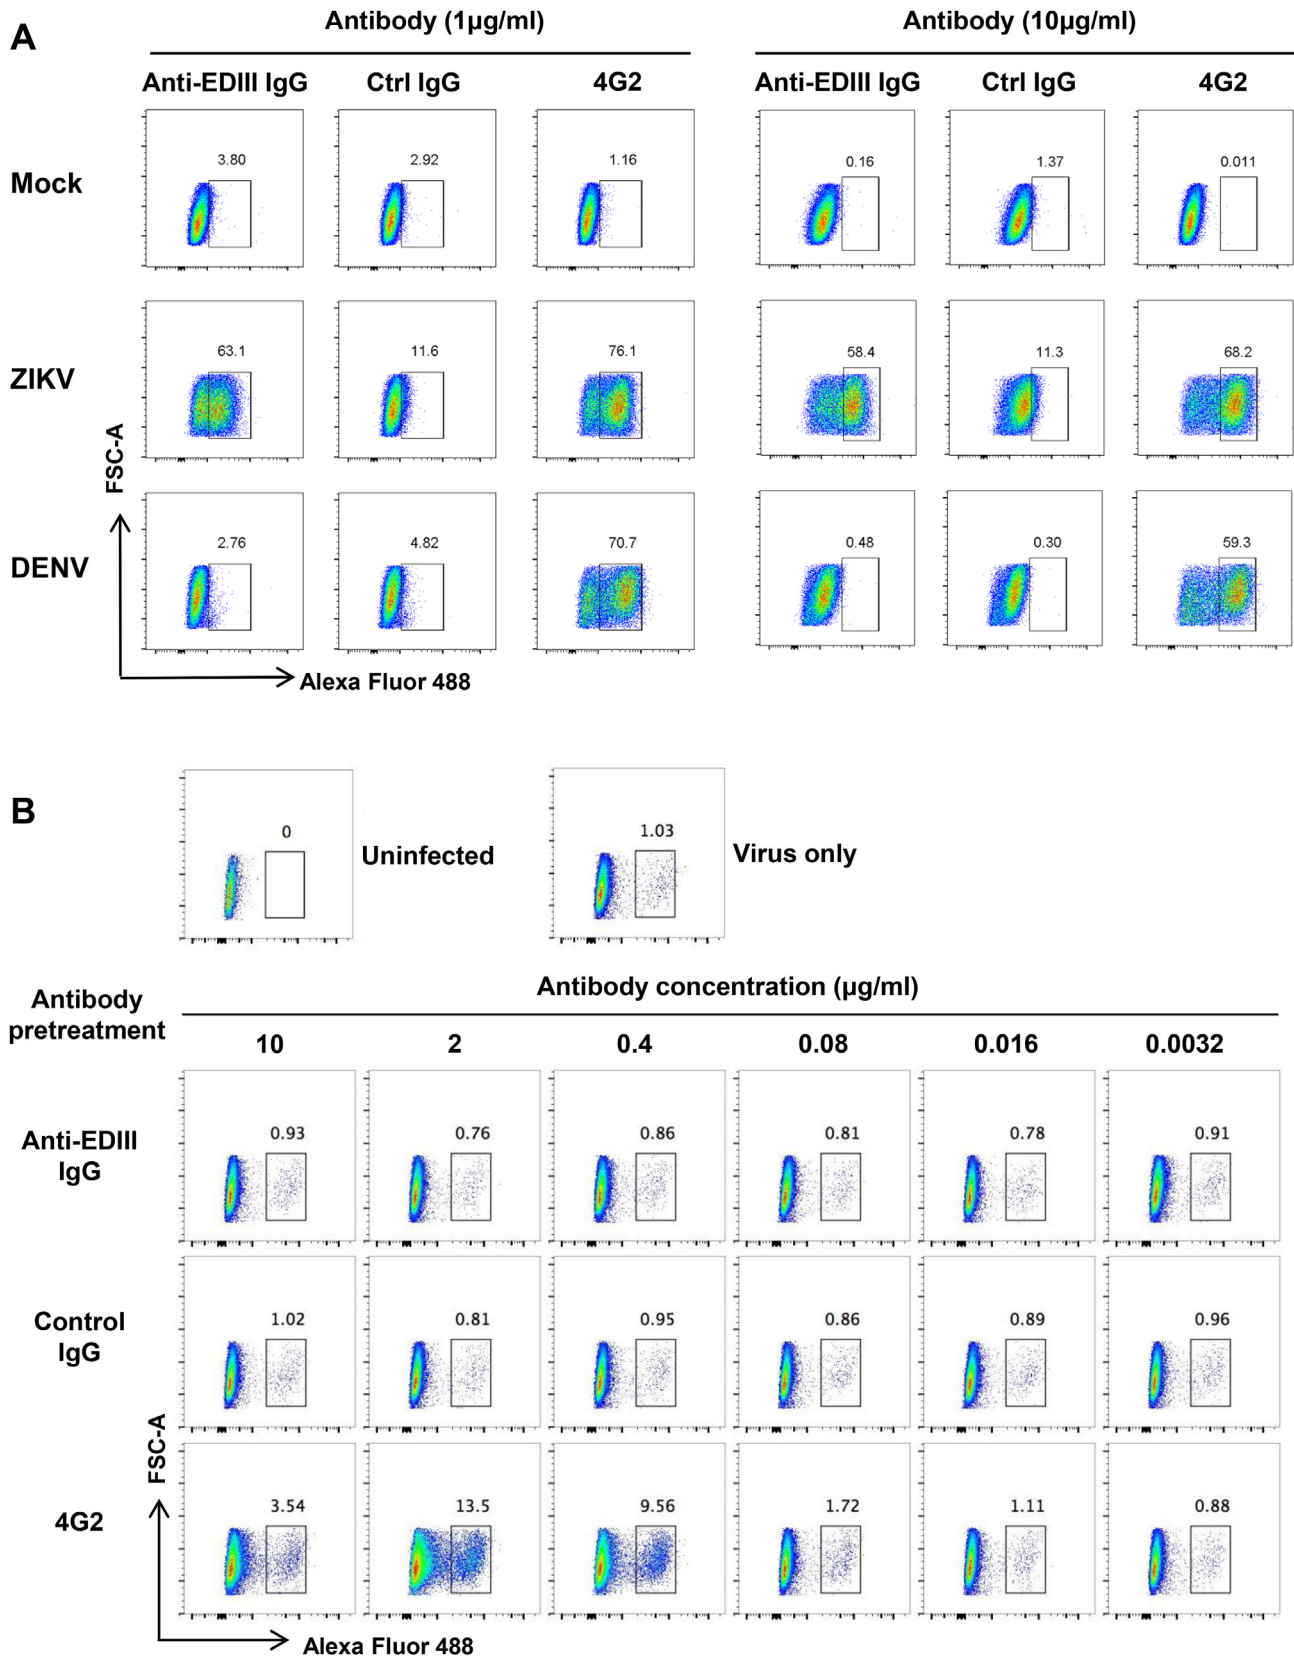 A
Antibody (1µg/ml)
Antibody (10µg/ml)
Anti-EDIII IgG
Ctrl IgG
4G2
Anti-EDIII IgG
Ctrl IgG
4G2
Mock
3.80
2.92
1.16
0.16
1.37
0.011
ZIKV
63.1
11.6
76.1
58.4
11.3
68.2
DENV
2.76
4.82
70.7
0.48
0.30
59.3
FSC-A
Alexa Fluor 488
B
0
Uninfected
1.03
Virus only
Antibody
pretreatment
Antibody concentration (µg/ml)
10
2
0.4
0.08
0.016
0.0032
Anti-EDIII
IgG
0.93
0.76
0.86
0.81
0.78
0.91
Control
IgG
1.02
0.81
0.95
0.86
0.89
0.96
4G2
3.54
13.5
9.56
1.72
1.11
0.88
FSC-A
Alexa Fluor 488